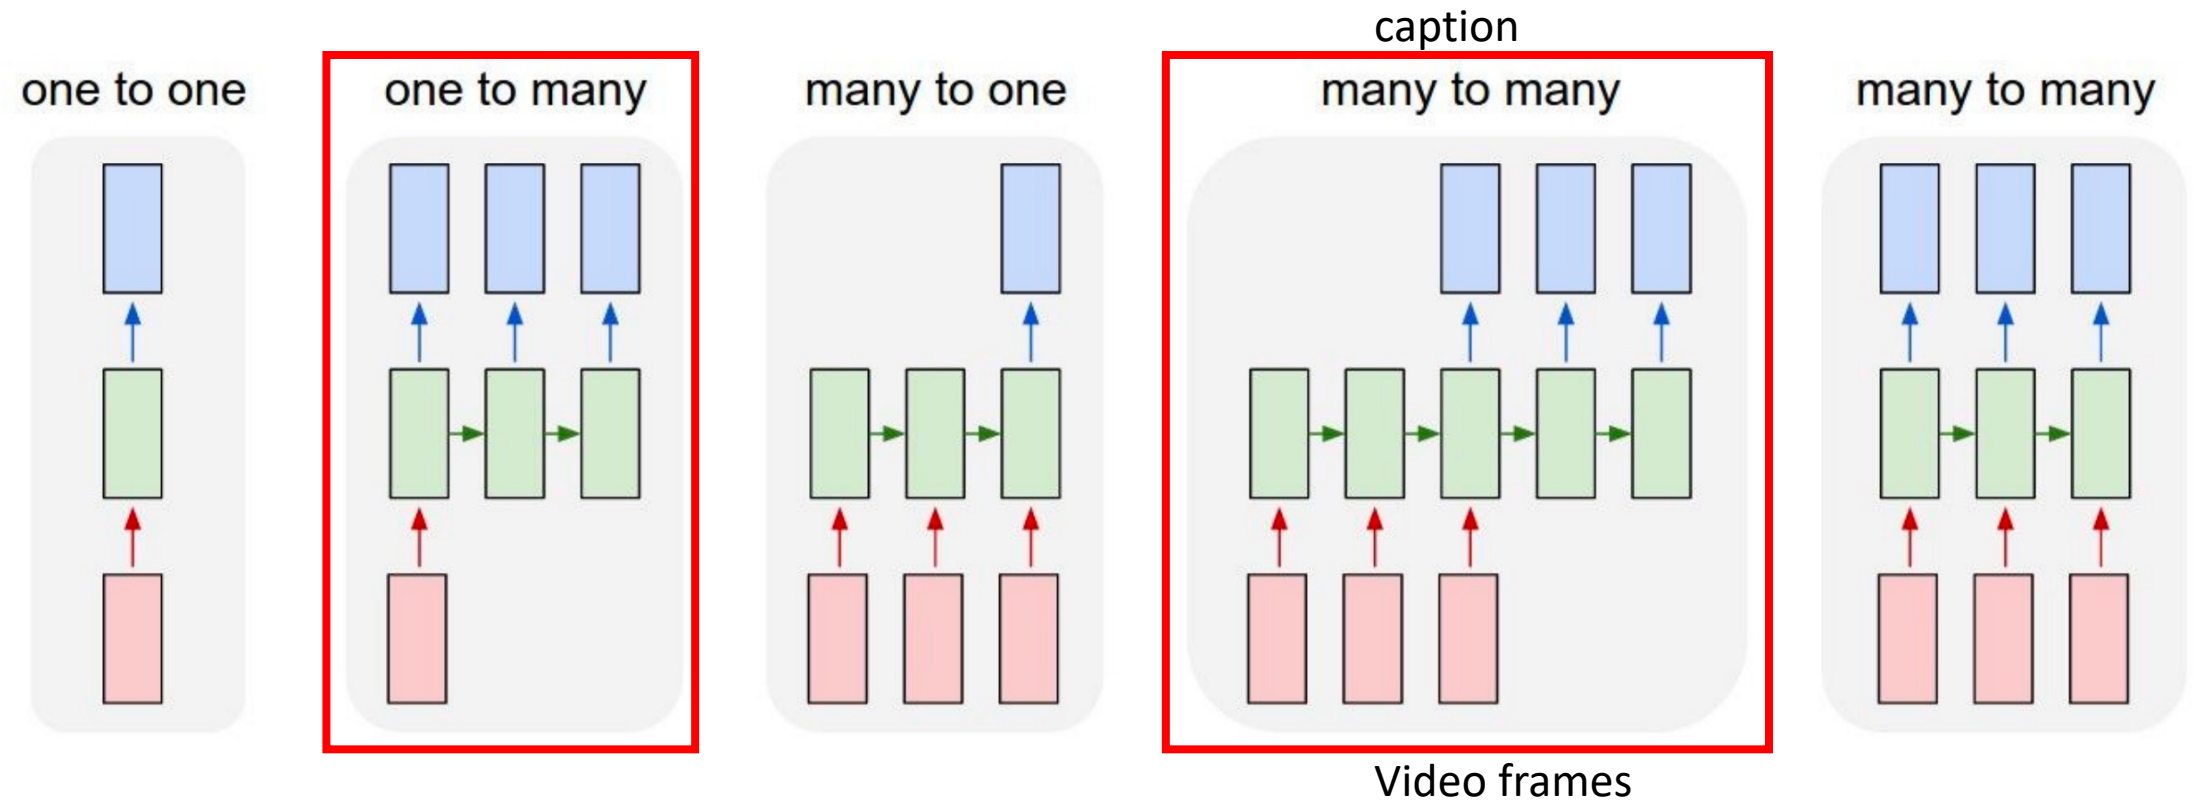 caption
one to one
one to many
many to one
many to many
many to many
Video frames